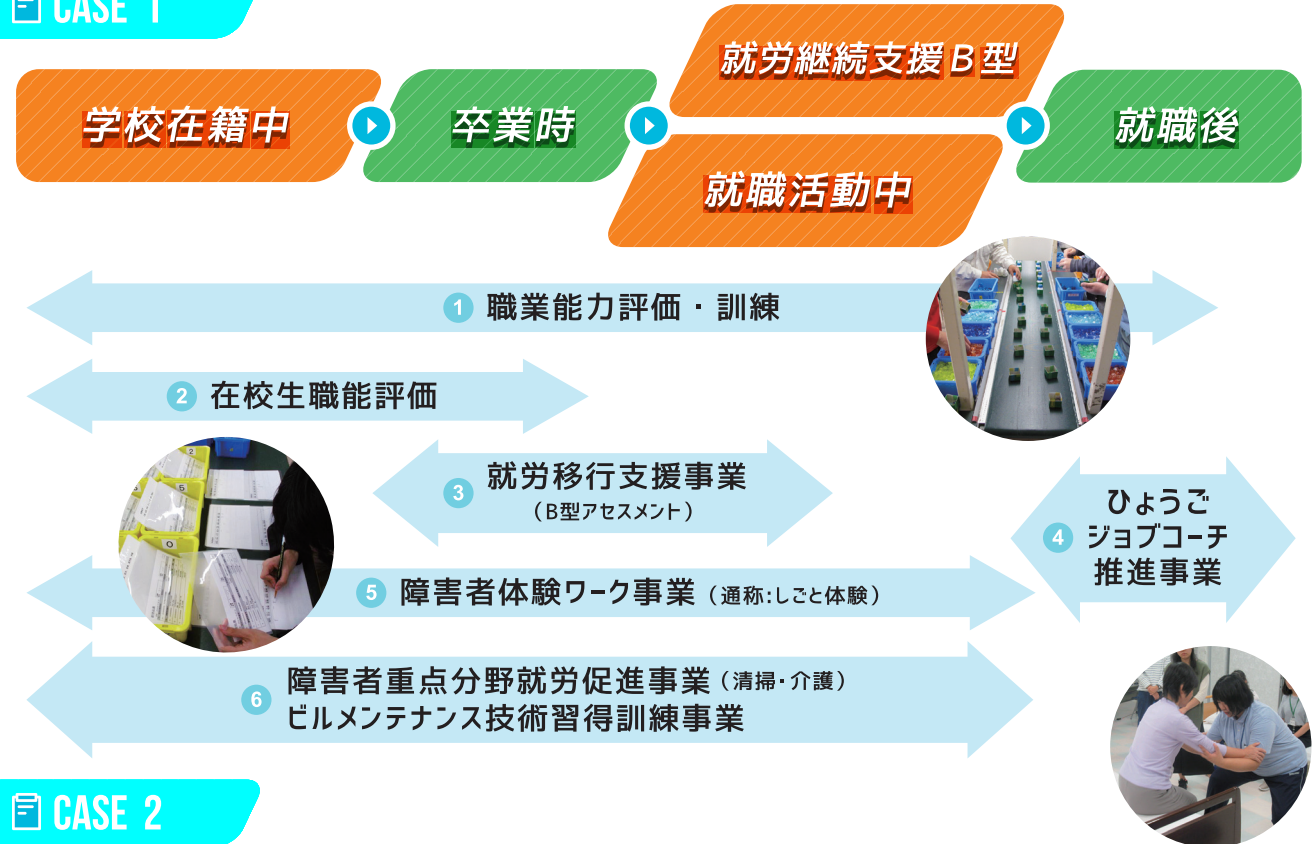 CASE 1
学校在籍中
卒業時
就労継続支援B型
就職活動中
就職後
1 職業能力評価・訓練
2 在校生職能評価
3 就労移行支援事業
（B型アセスメント）
4 ひょうご
ジョブコーチ
推進事業
5 障害者体験ワーク事業（通称:しごと体験）
6 障害者重点分野就労促進事業（清掃・介護）
ビルメンテナンス技術習得訓練事業
CASE 2